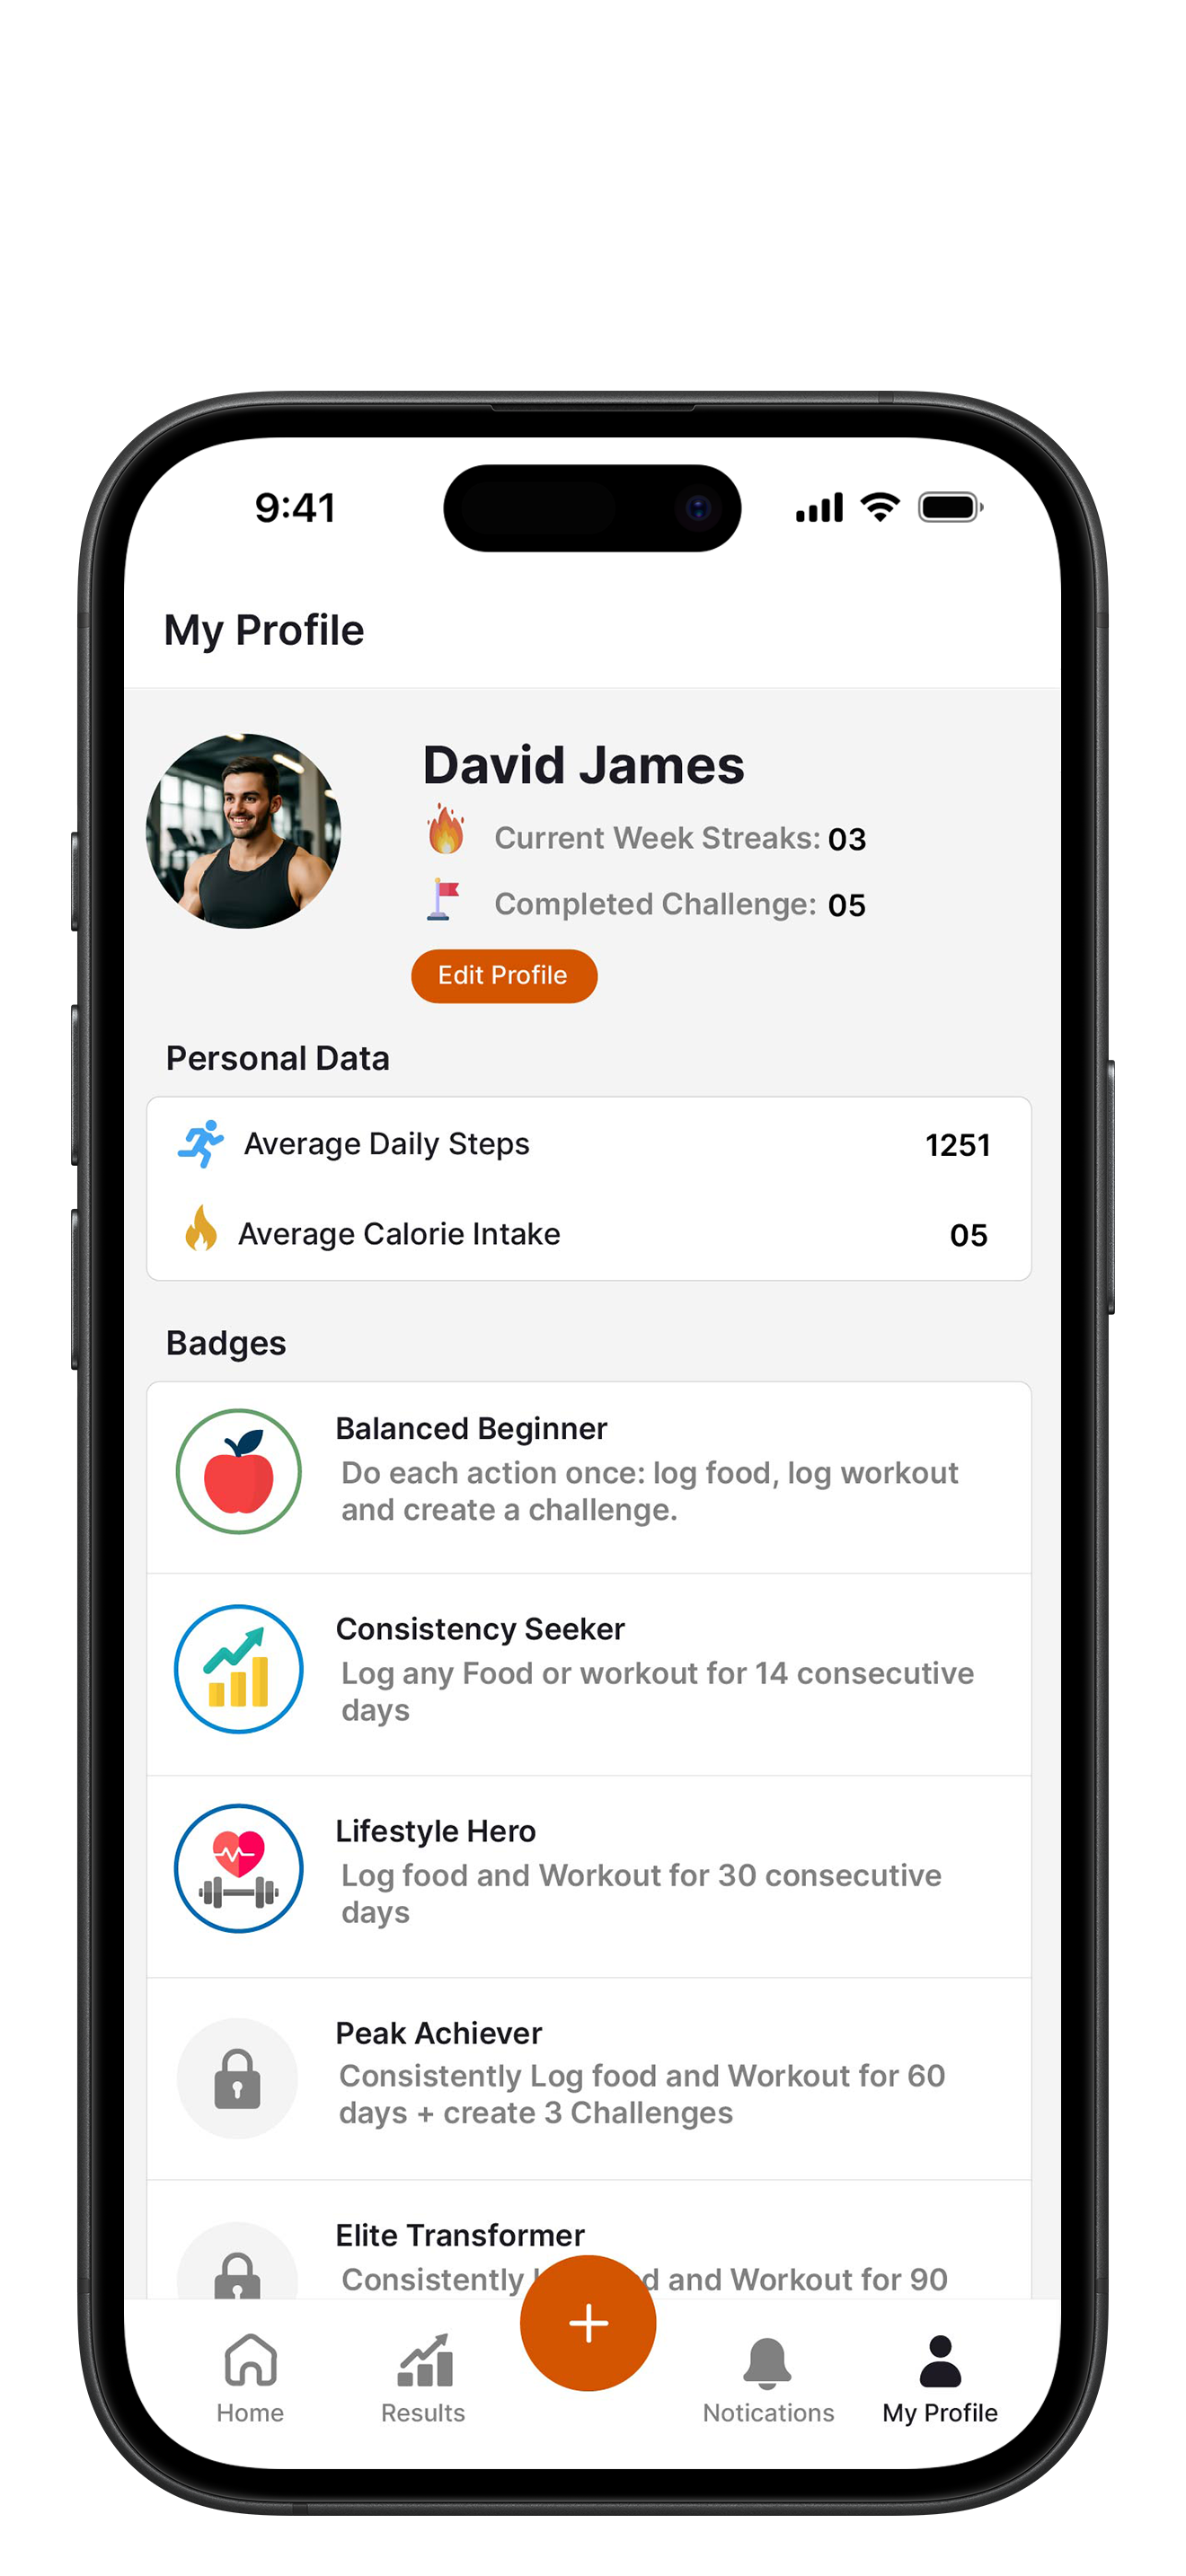 9:41
My Profile
David James
Current Week Streaks: 03
Completed Challenge: 05
Edit Profile
Personal Data
Average Daily Steps 1251
Average Calorie Intake 05
Badges
Balanced Beginner
Do each action once: log food, log workout
and create a challenge.
Consistency Seeker
Log any Food or workout for 14 consecutive
days
Lifestyle Hero
Log food and Workout for 30 consecutive
days
Peak Achiever
Consistently Log food and Workout for 60
days + create 3 Challenges
Elite Transformer
Consistently and Workout for 90
Home
Results
Notications
My Profile